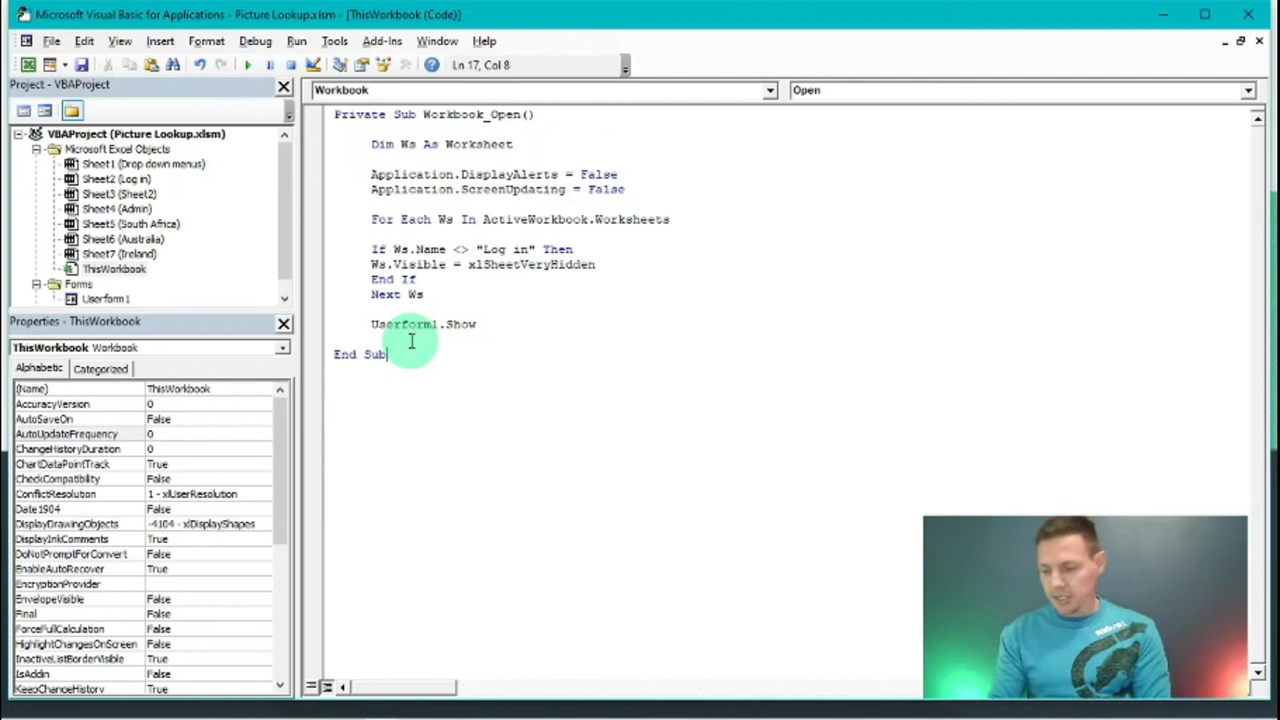 Microsoft Visual Basic for Applications - Picture Lookup.xlsm - [ThisWorkbook (Code)]
File Edit View Insert Format Debug Run Tools Add-Ins Window Help
Ln 17, Col 8
Project - VBAProject
VBAProject (Picture Lookup.xlsm)
Microsoft Excel Objects
Sheet1 (Drop down menus)
Sheet2 (Log in)
Sheet3 (Sheet2)
Sheet4 (Admin)
Sheet5 (South Africa)
Sheet6 (Australia)
Sheet7 (Ireland)
ThisWorkbook
Forms
Userform1
Properties - ThisWorkbook
ThisWorkbook Workbook
Alphabetic Categorized
(Name) ThisWorkbook
AccuracyVersion 0
AutoSaveOn False
AutoUpdateFrequency 0
ChangeHistoryDuration 0
ChartDataPointTrack True
CheckCompatibility False
ConflictResolution 1 - xlUserResolution
Date1904 False
DisplayDrawingObjects -4104 - xlDisplayShapes
DisplayInkComments True
DoNotPromptForConvert False
EnableAutoRecover True
EncryptionProvider
EnvelopeVisible False
Final False
ForceFullCalculation False
HighlightChangesOnScreen False
InactiveListBorderVisible True
IsAddin False
KeepChangeHistory True
Workbook Open
Private Sub Workbook_Open()
Dim Ws As Worksheet
Application.DisplayAlerts = False
Application.ScreenUpdating = False
For Each Ws In ActiveWorkbook.Worksheets
If Ws.Name <> "Log in" Then
Ws.Visible = xlSheetVeryHidden
End If
Next Ws
Userform1.Show
End Sub